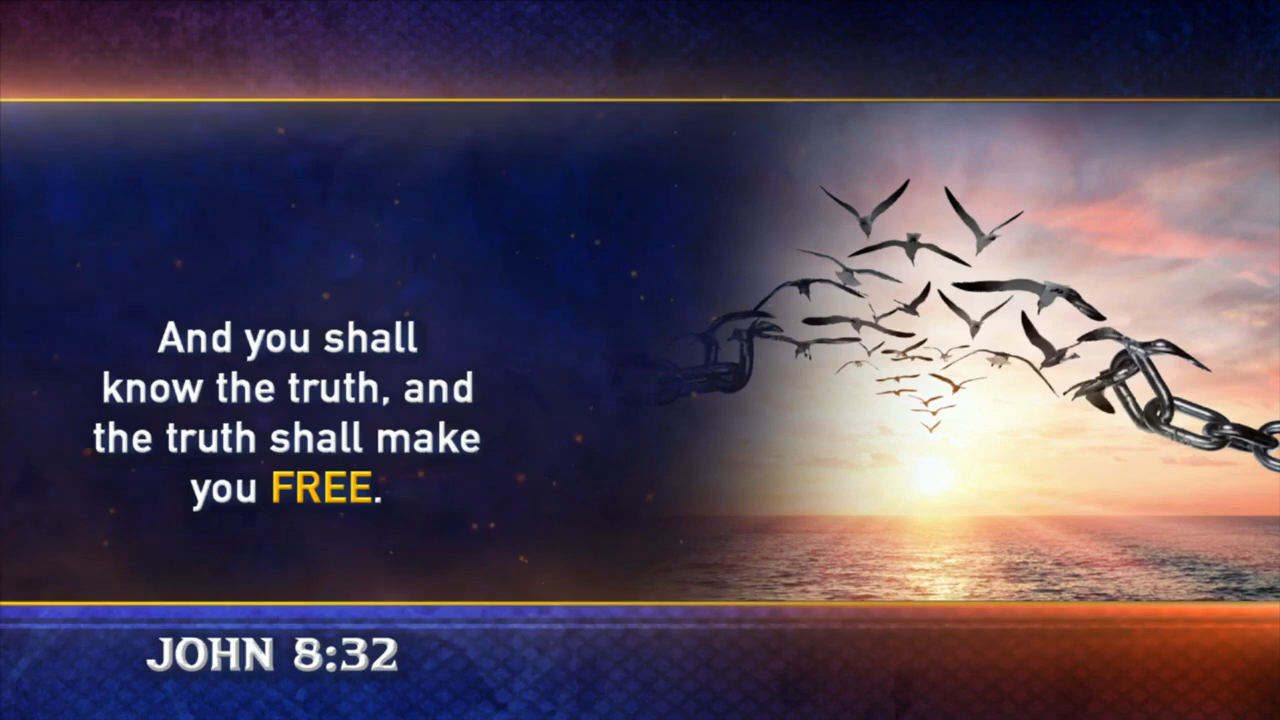 And you shall
know the truth, and
the truth shall make
you FREE.
JOHN 8:32